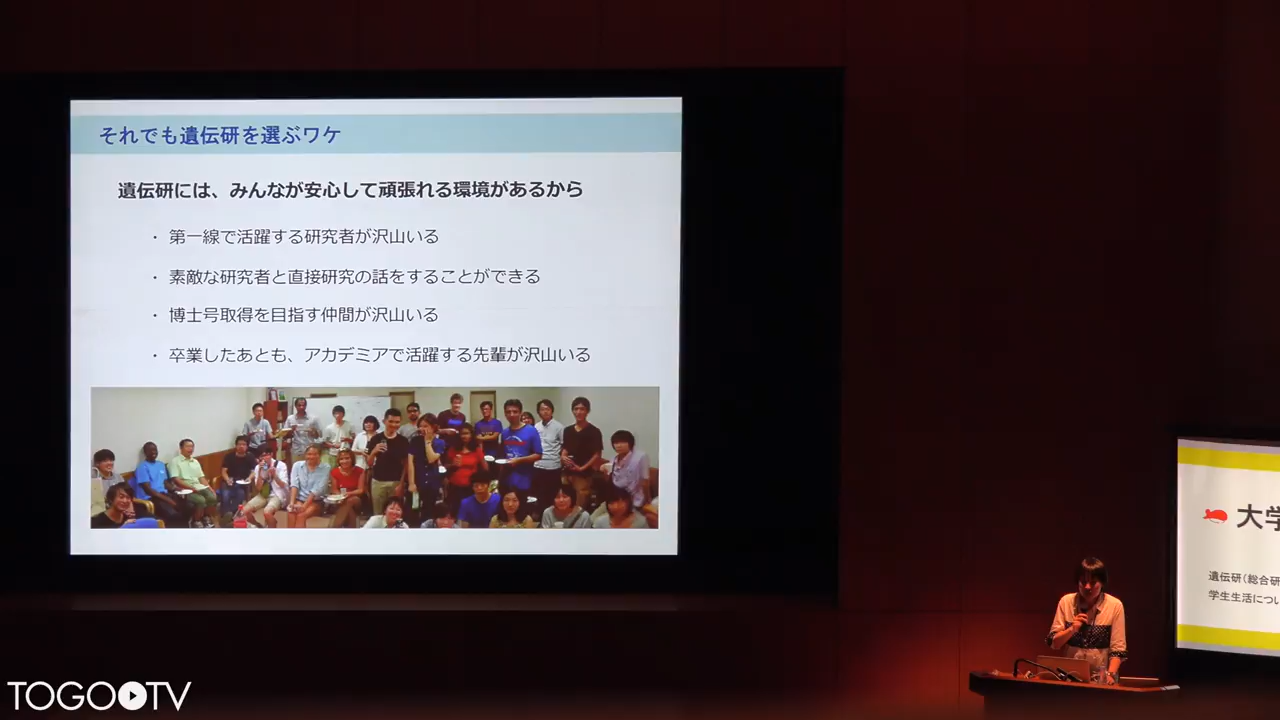 それでも遺伝研を選ぶワケ
遺伝研には、みんなが安心して頑張れる環境があるから
・ 第一線で活躍する研究者が沢山いる
・ 素敵な研究者と直接研究の話をすることができる
・ 博士号取得を目指す仲間が沢山いる
・ 卒業したあとも、アカデミアで活躍する先輩が沢山いる
大学
遺伝研(総合研
学生生活につい
TOGO TV